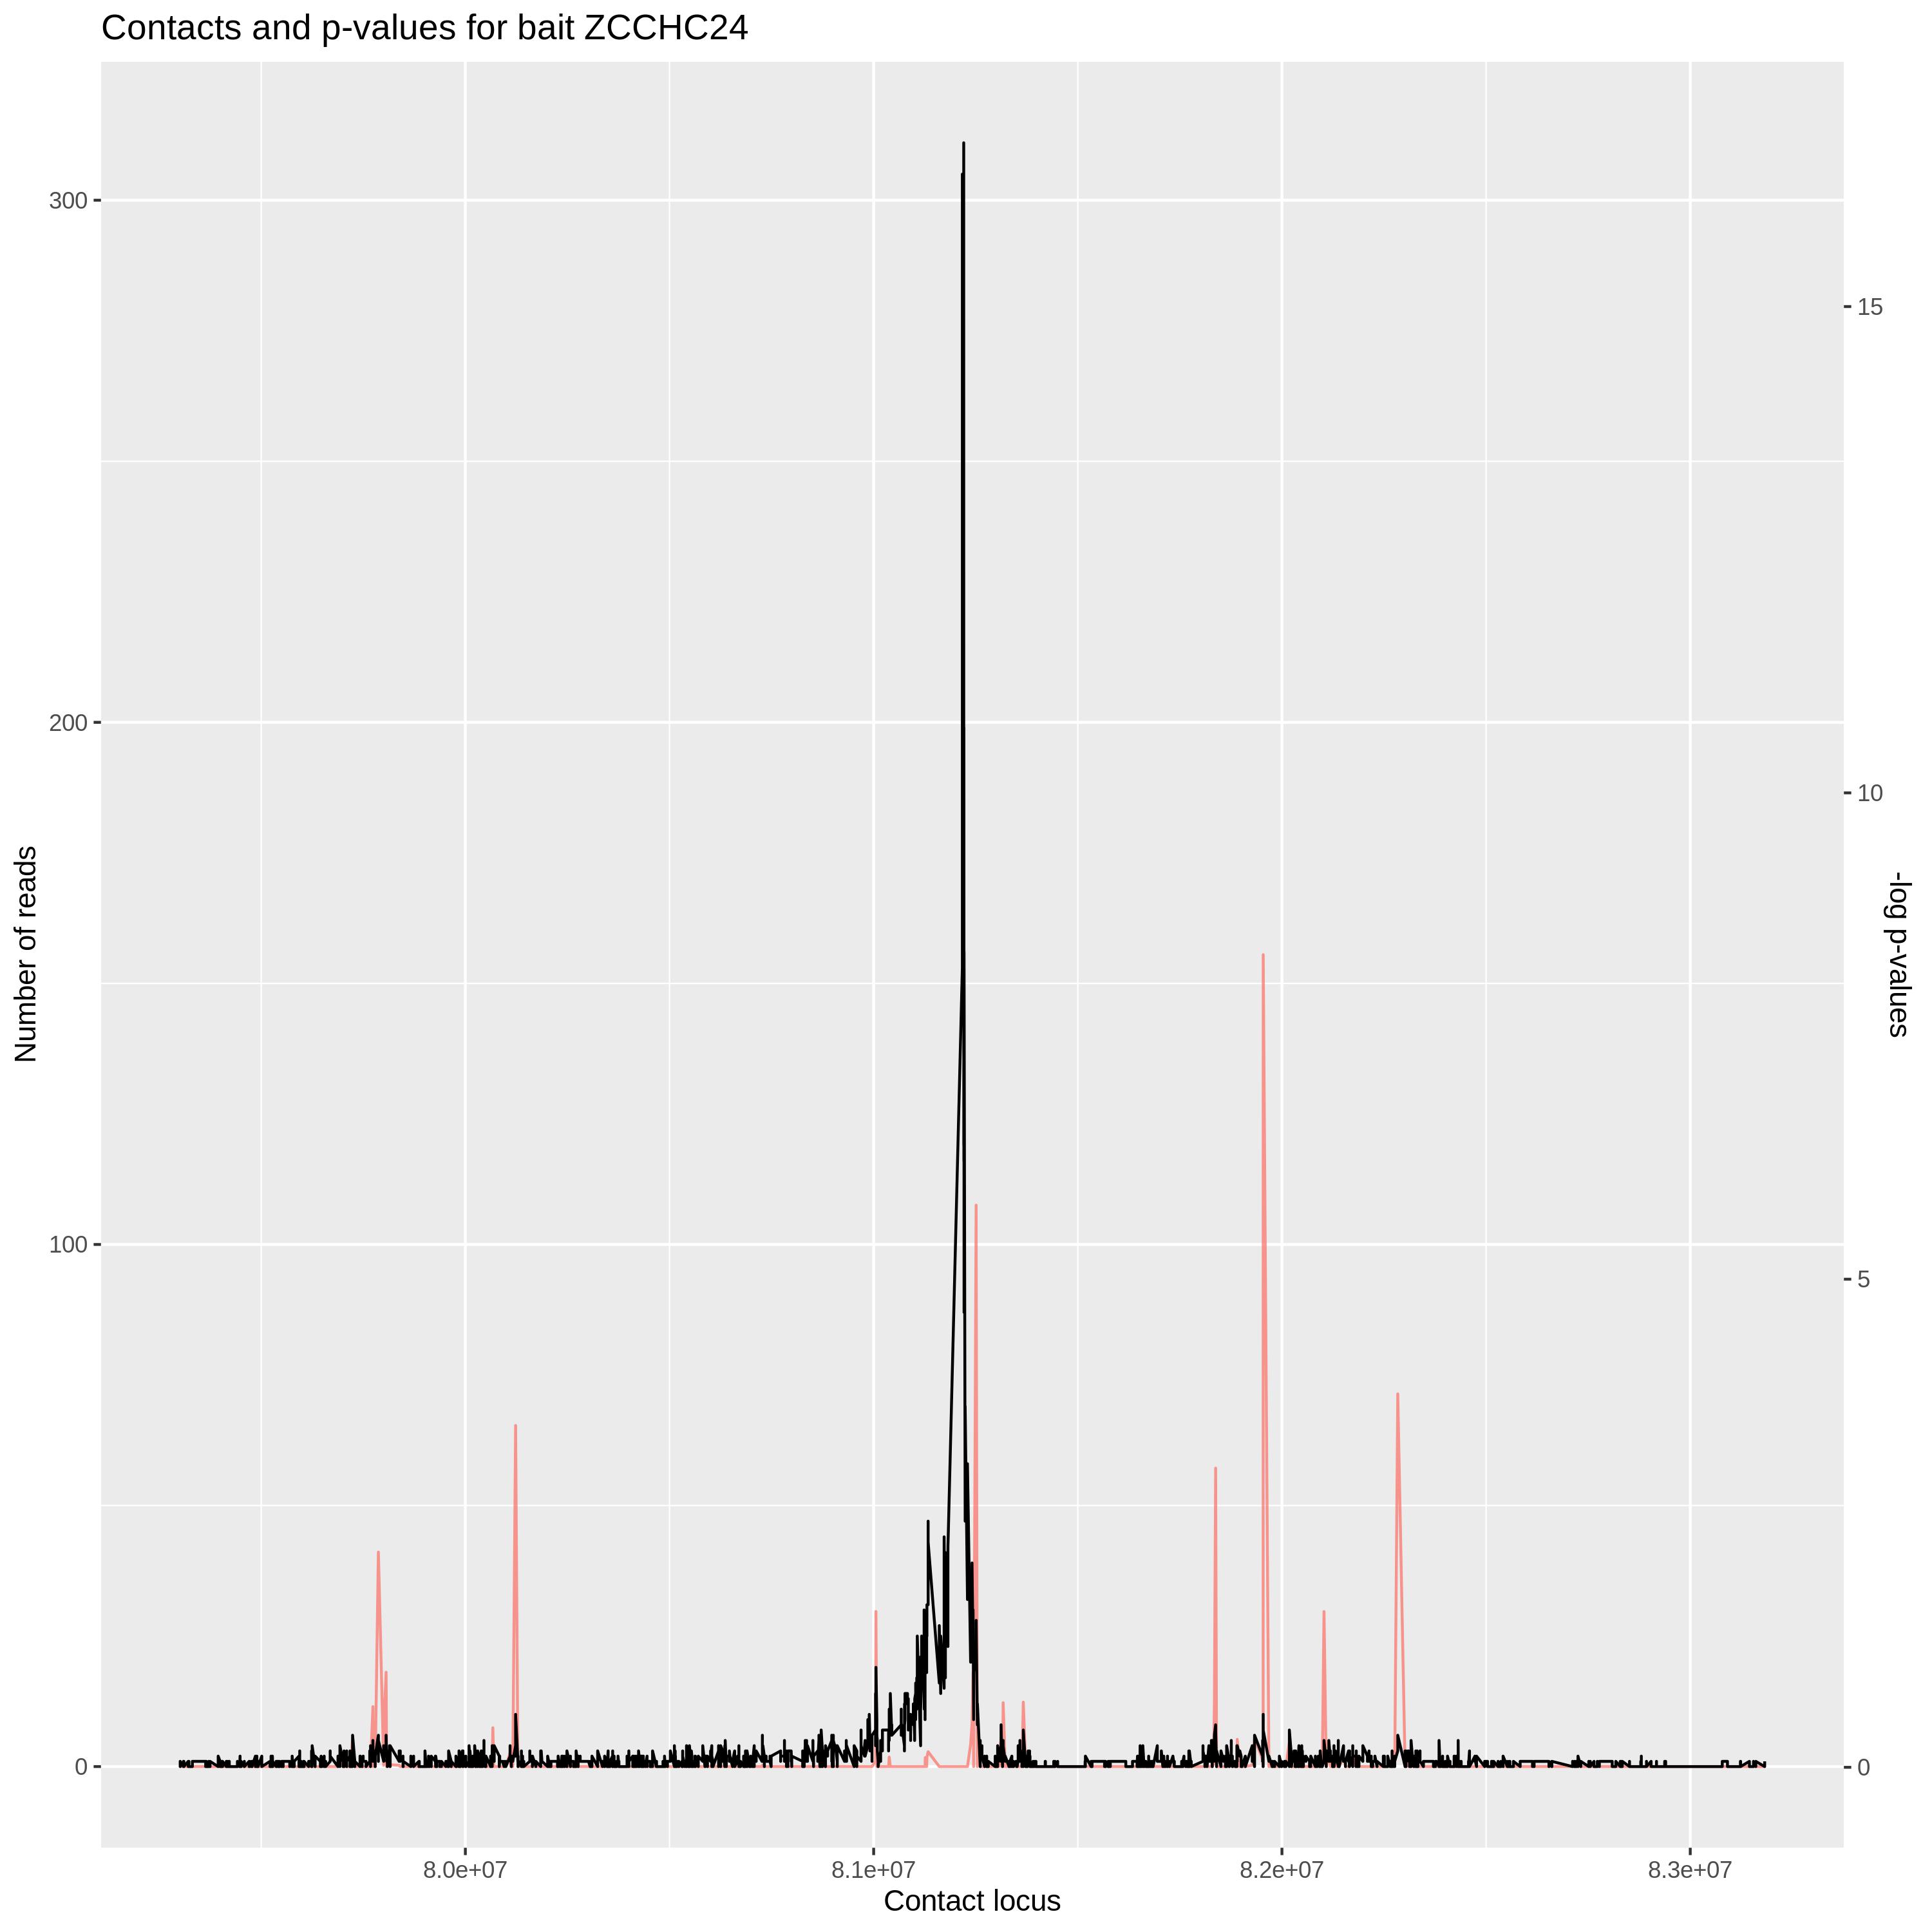 Contacts and p-values for bait ZCCHC24
300
200
100
0
Number of reads
15
10
5
0
-log p-values
8.0e+07
8.1e+07
8.2e+07
8.3e+07
Contact locus